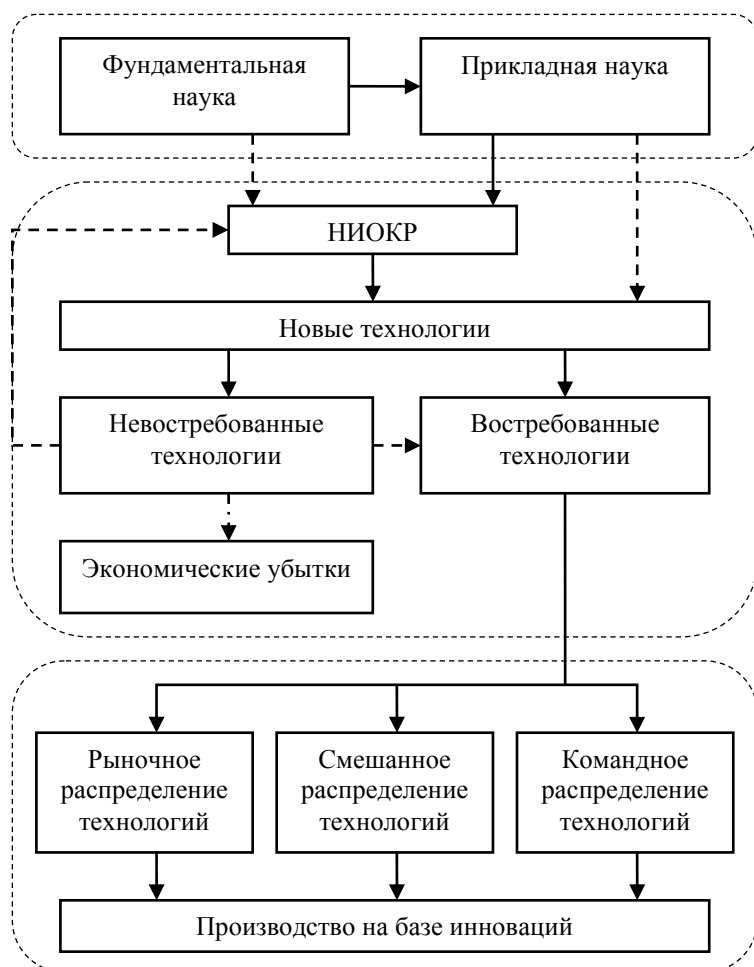 Фундаментальная
наука
Прикладная наука
НИОКР
Новые технологии
Невостребованные
технологии
Востребованные
технологии
Экономические убытки
Рыночное
распределение
технологий
Смешанное
распределение
технологий
Командное
распределение
технологий
Производство на базе инноваций